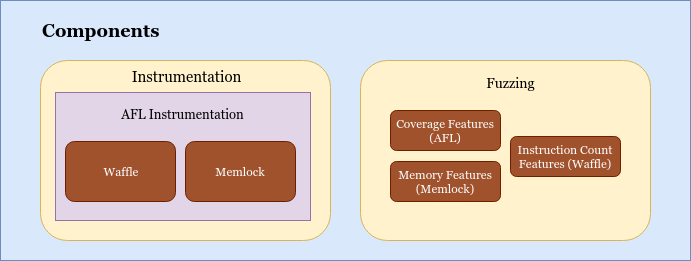 Components
Instrumentation
AFL Instrumentation
Waffle
Memlock
Fuzzing
Coverage Features
(AFL)
Memory Features
(Memlock)
Instruction Count
Features (Waffle)